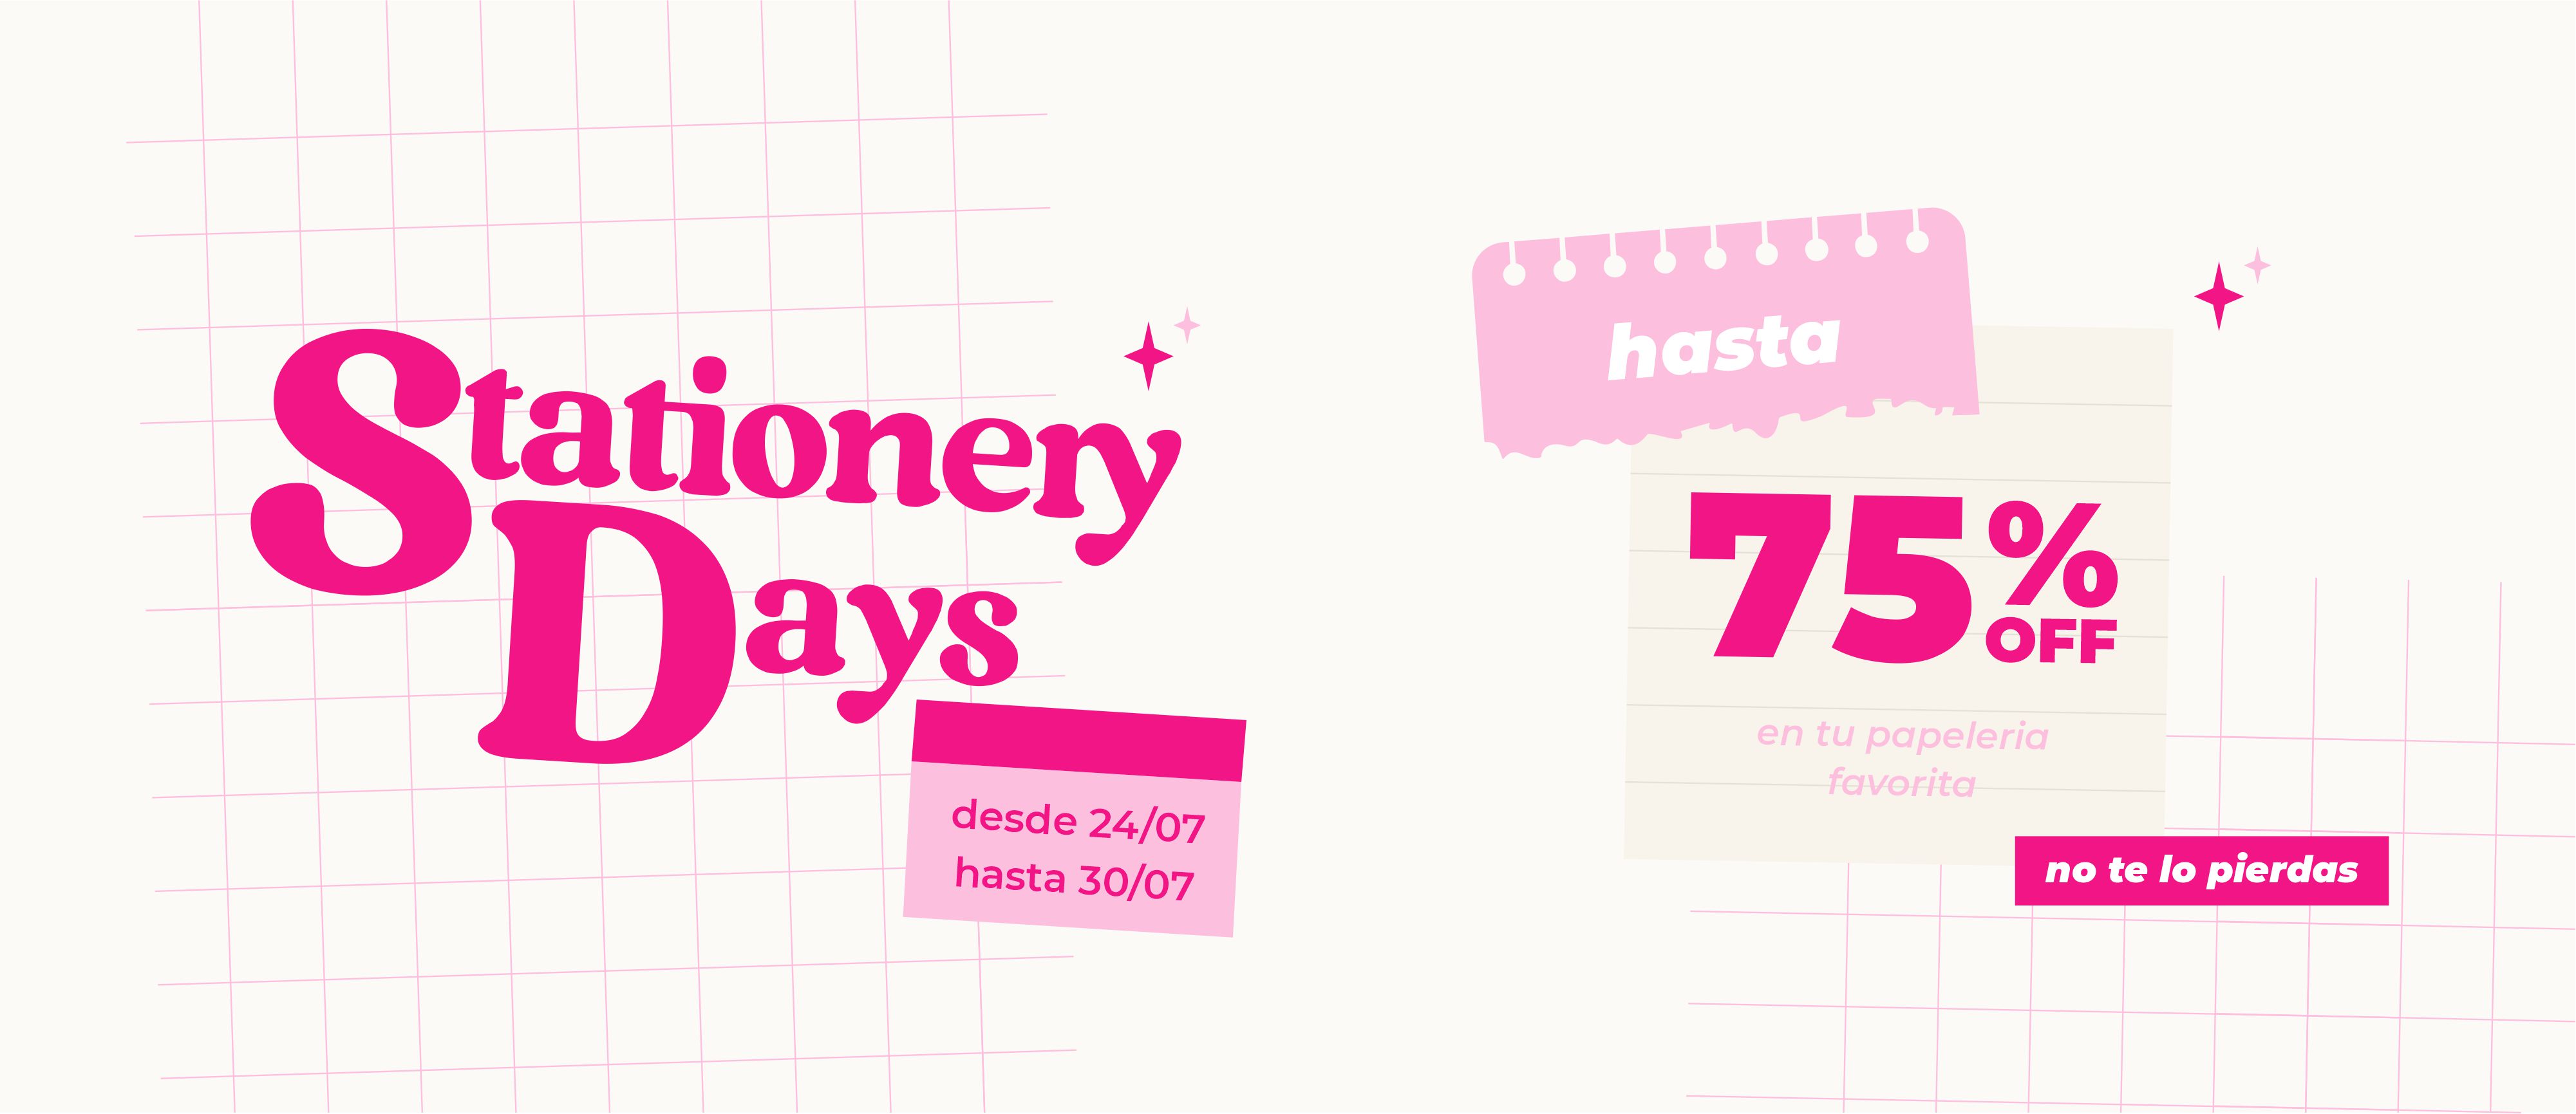 Stationery
Days
desde 24/07
hasta 30/07
hasta
75%
OFF
en tu papeleria
favorita
no te lo pierdas